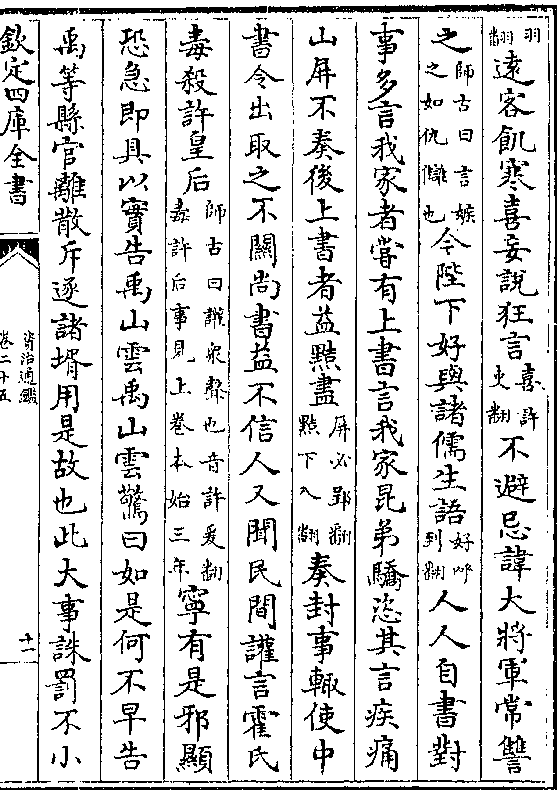 羽翻遠客飢寒喜妄說狂言喜許吏翻不避忌諱大將軍常讐
之師古曰言嫉之如仇讎也今陛下好與諸儒生語好呼到翻人人自書對
事多言我家者嘗有上書言我家昆弟驕恣其言疾痛
山屏不奏後上書者益黠盡屏必郢翻黠下八翻奏封事輙使中
書令出取之不關尚書益不信人又聞民間讙言霍氏
毒殺許皇后師古曰讙衆聲也音許爰翻毒許后事見上卷本始三年寧有是邪顯
恐急即具以實告禹山雲禹山雲驚曰如是何不早告
禹等縣官離散斥逐諸壻用是故也此大事誅罰不小
欽定四庫全書
資治通鑑
卷二十五
十一